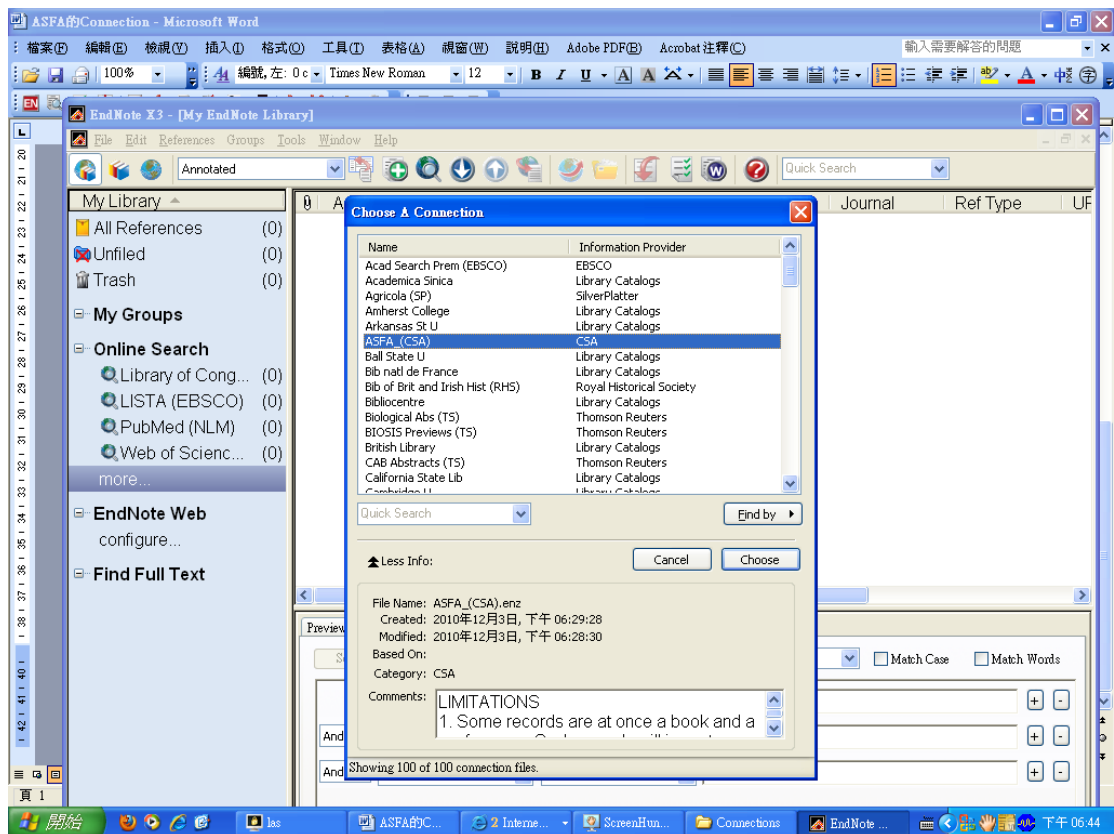 ASFA的Connection - Microsoft Word
檔案(F) 編輯(E) 檢視(V) 插入(I) 格式(O) 工具(T) 表格(A) 視窗(W) 說明(H) Adobe PDF(B) Acrobat 注釋(C) 輸入需要解答的問題
100% 編號, 左: 0 c Times New Roman 12 B I U A A A
EN
EndNote X3 - [My EndNote Library]
File Edit References Groups Tools Window Help
Annotated Quick Search
My Library
All References (0)
Unfiled (0)
Trash (0)
My Groups
Online Search
Library of Cong... (0)
LISTA (EBSCO) (0)
PubMed (NLM) (0)
Web of Scienc... (0)
more...
EndNote Web
configure...
Find Full Text
Journal Ref Type
Choose A Connection
Name Information Provider
Acad Search Prem (EBSCO) EBSCO
Academica Sinica Library Catalogs
Agricola (SP) SilverPlatter
Amherst College Library Catalogs
Arkansas St U Library Catalogs
ASFA_(CSA) CSA
Ball State U Library Catalogs
Bib natl de France Library Catalogs
Bib of Brit and Irish Hist (RHS) Royal Historical Society
Bibliocentre Library Catalogs
Biological Abs (TS) Thomson Reuters
BIOSIS Previews (TS) Thomson Reuters
British Library Library Catalogs
CAB Abstracts (TS) Thomson Reuters
California State Lib Library Catalogs
Cambridge U Library Catalogs
Quick Search Find by
Less Info: Cancel Choose
File Name: ASFA_(CSA).enz
Created: 2010年12月3日, 下午 06:29:28
Modified: 2010年12月3日, 下午 06:28:30
Based On:
Category: CSA
Comments: LIMITATIONS
1. Some records are at once a book and a
Showing 100 of 100 connection files.
Preview
Match Case Match Words
And
And
頁 1
開始 las ASFA的C... 2 Interne... ScreenHun... Connections EndNote ... 下午 06:44